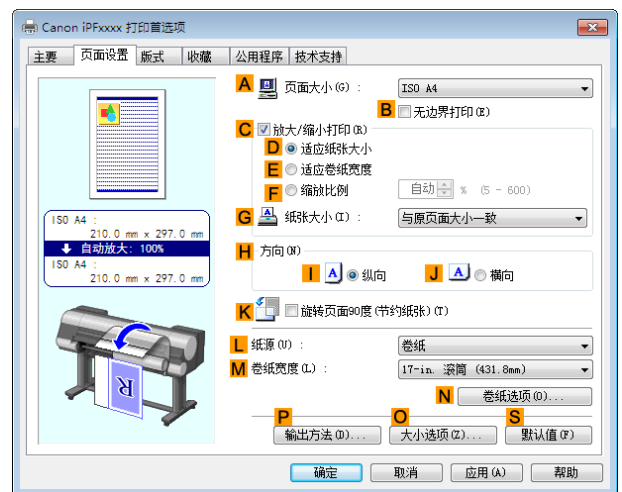 Canon iPFxxxx 打印首选项
主要 页面设置 版式 收藏 公用程序 技术支持
A 页面大小(G) : ISO A4
B 无边界打印(E)
C 放大/缩小打印(R)
D 适应纸张大小
E 适应卷纸宽度
F 缩放比例 自动 % (5 - 600)
G 纸张大小(I) : 与原页面大小一致
H 方向(N)
I A 纵向 J A 横向
K 旋转页面90度(节约纸张)(T)
L 纸源(U) : 卷纸
M 卷纸宽度(L) : 17-in. 滚筒 (431.8mm)
N 卷纸选项(O)...
P O S
输出方法(D)... 大小选项(Z)... 默认值(F)
ISO A4 :
210.0 mm x 297.0 mm
自动放大: 100%
ISO A4 :
210.0 mm x 297.0 mm
R
确定 取消 应用(A) 帮助